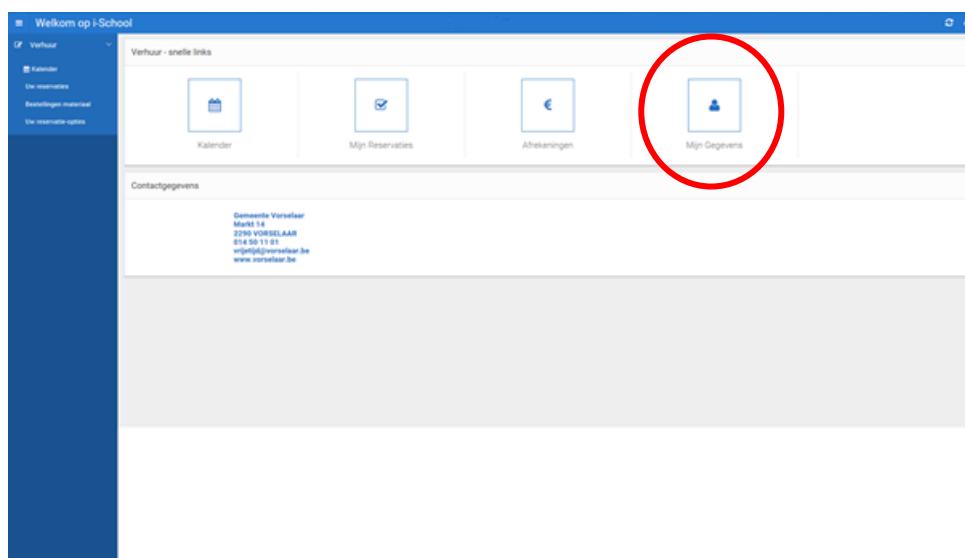 Welkom op i-School
Verhuur
Kalender
Uw reservaties
Bestellingen materiaal
Uw reservatie-opties
Verhuur - snelle links
Kalender
Mijn Reservaties
€
Afrekeningen
Mijn Gegevens
Contactgegevens
Gemeente Vorselaar
Markt 14
2290 VORSELAAR
014 50 11 01
vrijetijd@vorselaar.be
www.vorselaar.be